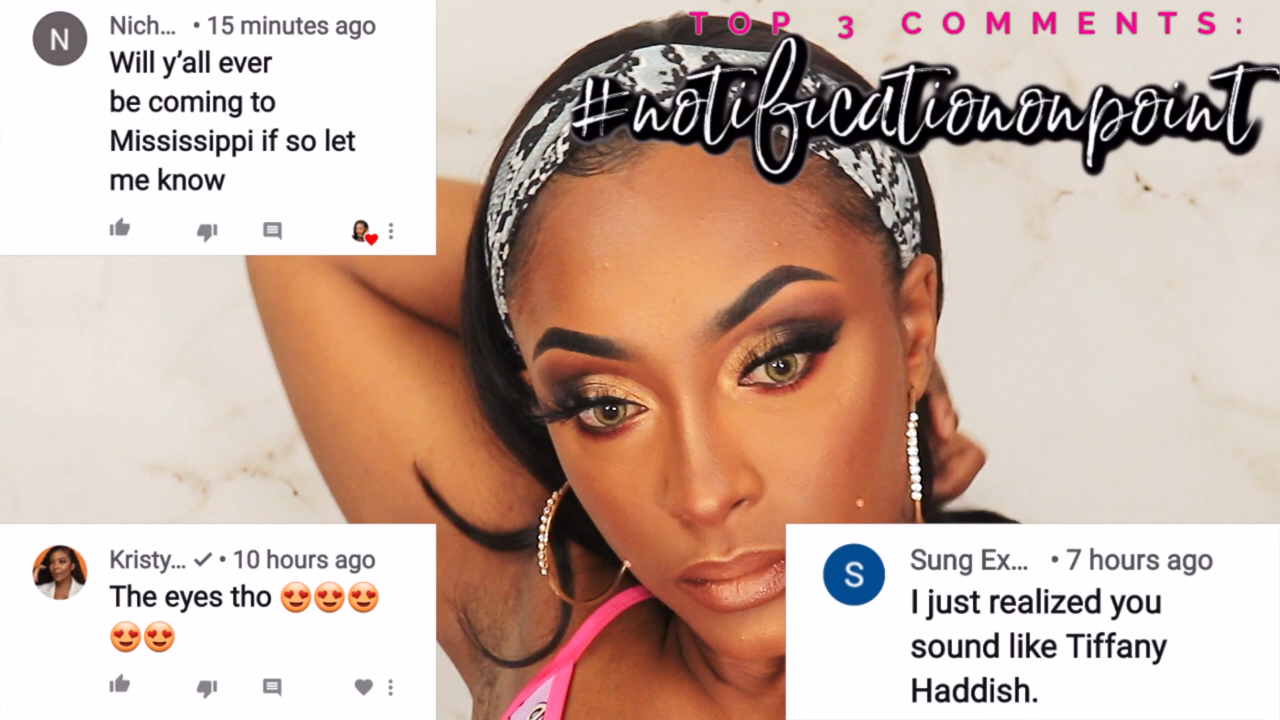 TOP 3 COMMENTS:
#notificationonpoint
Nich... • 15 minutes ago
Will y’all ever
be coming to
Mississippi if so let
me know
Kristy... ✓ • 10 hours ago
The eyes tho 😍😍😍
😍😍
Sung Ex... • 7 hours ago
I just realized you
sound like Tiffany
Haddish.
N
S